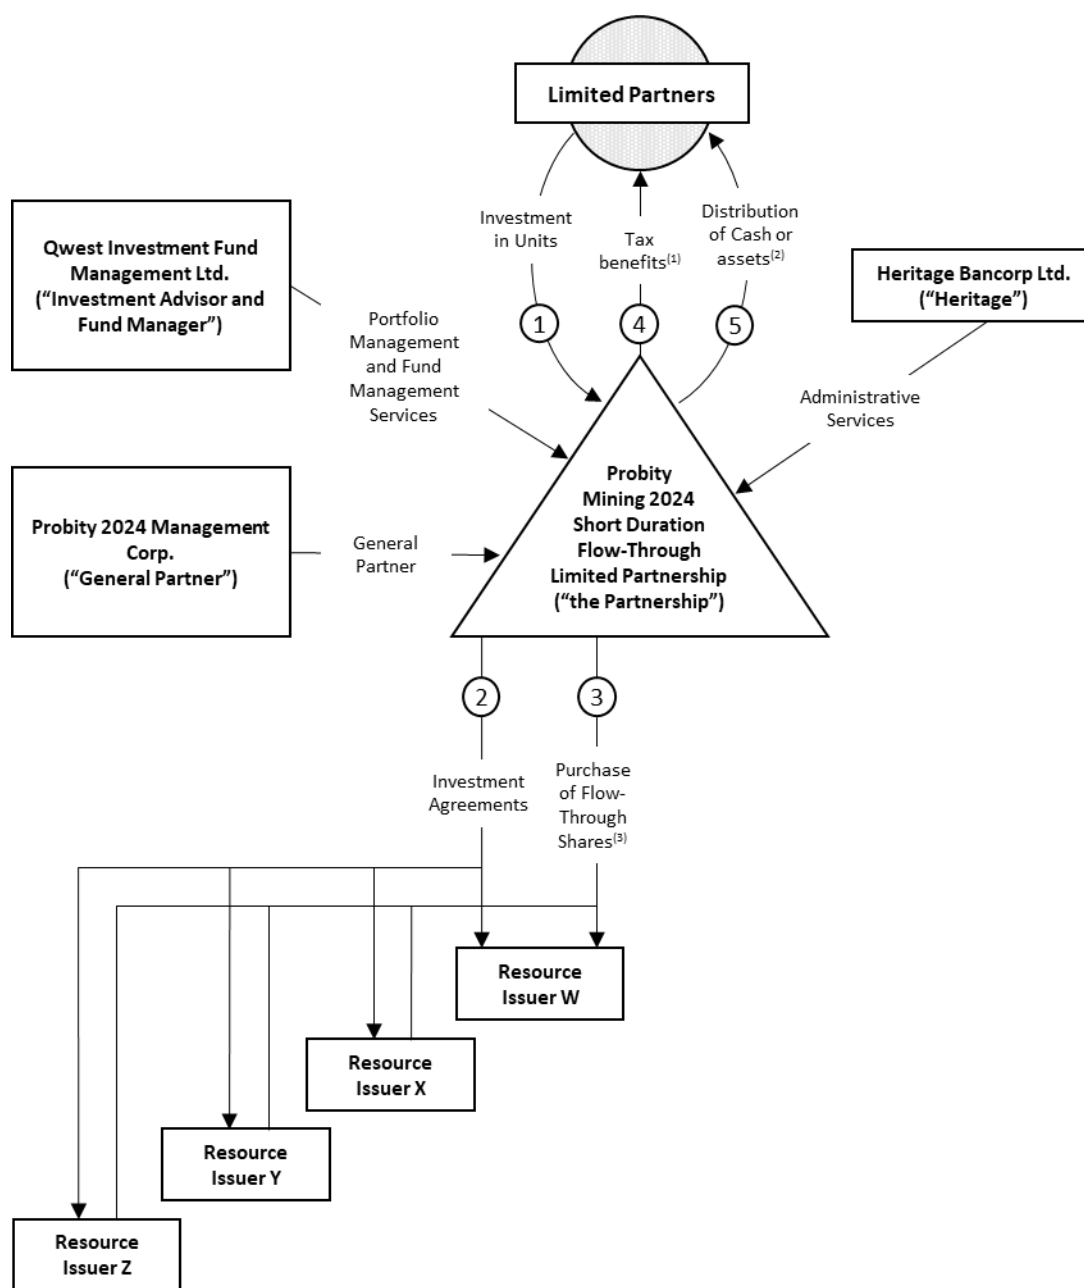 Limited Partners
Investment
in Units
Tax
benefits(1)
Distribution
of Cash or
assets(2)
Qwest Investment Fund
Management Ltd.
(“Investment Advisor and
Fund Manager”)
Heritage Bancorp Ltd.
(“Heritage”)
1
4
5
Portfolio
Management
and Fund
Management
Services
Administrative
Services
Probity 2024 Management
Corp.
(“General Partner”)
General
Partner
Probity
Mining 2024
Short Duration
Flow-Through
Limited Partnership
(“the Partnership”)
2
3
Investment
Agreements
Purchase
of Flow-
Through
Shares(3)
Resource
Issuer W
Resource
Issuer X
Resource
Issuer Y
Resource
Issuer Z